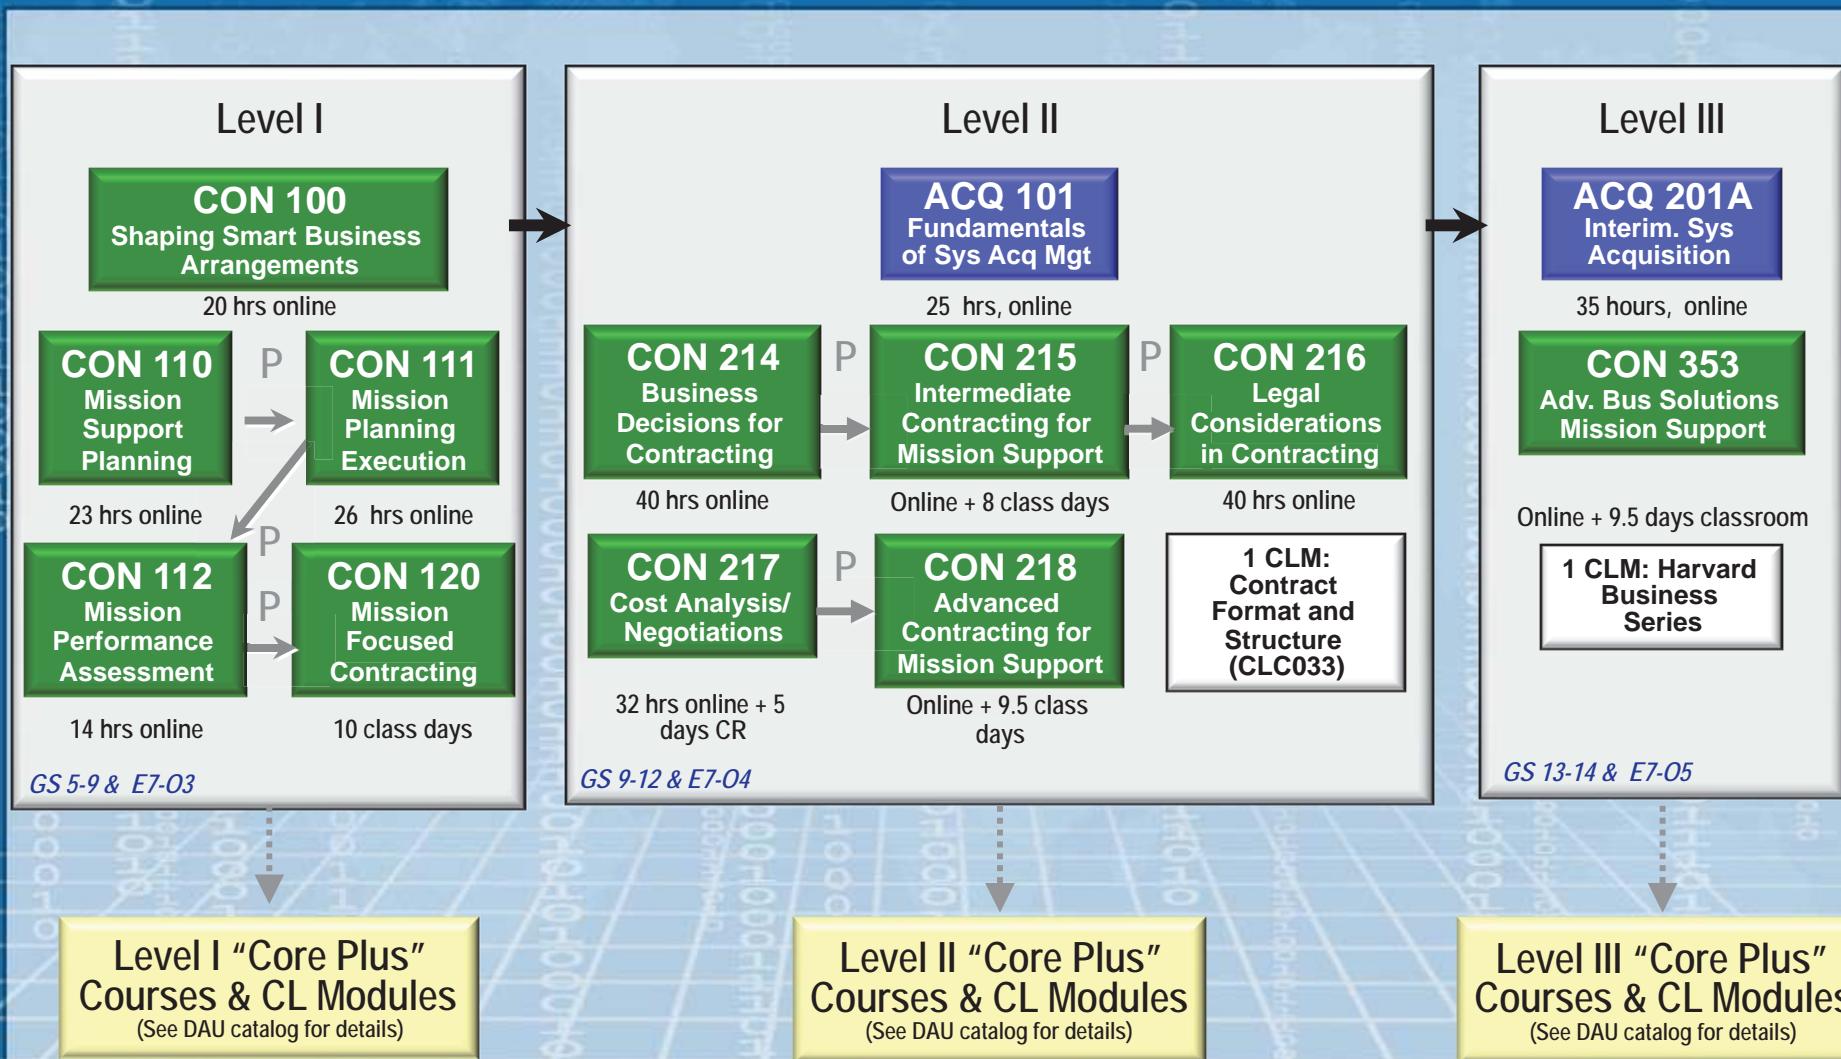 Level I
CON 100
Shaping Smart Business
Arrangements
20 hrs online
CON 110
Mission
Support
Planning
P
CON 111
Mission
Planning
Execution
23 hrs online
26 hrs online
P
CON 112
Mission
Performance
Assessment
P
CON 120
Mission
Focused
Contracting
14 hrs online
10 class days
GS 5-9 & E7-O3
Level II
ACQ 101
Fundamentals
of Sys Acq Mgt
25 hrs, online
CON 214
Business
Decisions for
Contracting
P
CON 215
Intermediate
Contracting for
Mission Support
P
CON 216
Legal
Considerations
in Contracting
40 hrs online
Online + 8 class days
40 hrs online
CON 217
Cost Analysis/
Negotiations
P
CON 218
Advanced
Contracting for
Mission Support
1 CLM:
Contract
Format and
Structure
(CLC033)
32 hrs online + 5
days CR
Online + 9.5 class
days
GS 9-12 & E7-O4
Level III
ACQ 201A
Interim. Sys
Acquisition
35 hours, online
CON 353
Adv. Bus Solutions
Mission Support
Online + 9.5 days classroom
1 CLM: Harvard
Business
Series
GS 13-14 & E7-O5
Level I "Core Plus"
Courses & CL Modules
(See DAU catalog for details)
Level II "Core Plus"
Courses & CL Modules
(See DAU catalog for details)
Level III "Core Plus"
Courses & CL Modules
(See DAU catalog for details)